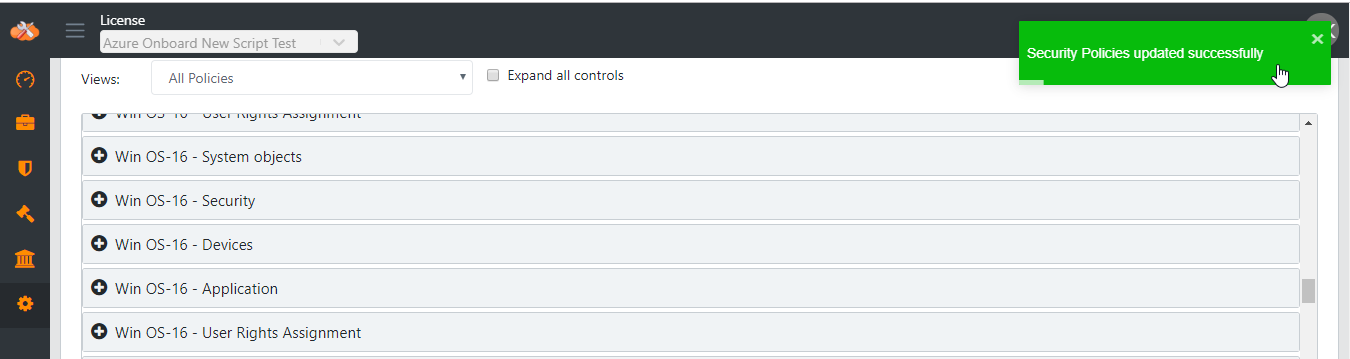 License
Azure Onboard New Script Test
Security Policies updated successfully
Views:
All Policies
Expand all controls
Win OS-16 - User Rights Assignment
Win OS-16 - System objects
Win OS-16 - Security
Win OS-16 - Devices
Win OS-16 - Application
Win OS-16 - User Rights Assignment